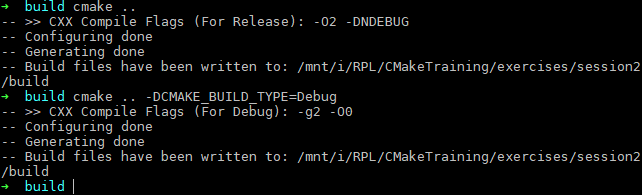 ➜ build cmake ..
-- >> CXX Compile Flags (For Release): -O2 -DNDEBUG
-- Configuring done
-- Generating done
-- Build files have been written to: /mnt/i/RPL/CMakeTraining/exercises/session2
/build
➜ build cmake .. -DCMAKE_BUILD_TYPE=Debug
-- >> CXX Compile Flags (For Debug): -g2 -O0
-- Configuring done
-- Generating done
-- Build files have been written to: /mnt/i/RPL/CMakeTraining/exercises/session2
/build
➜ build